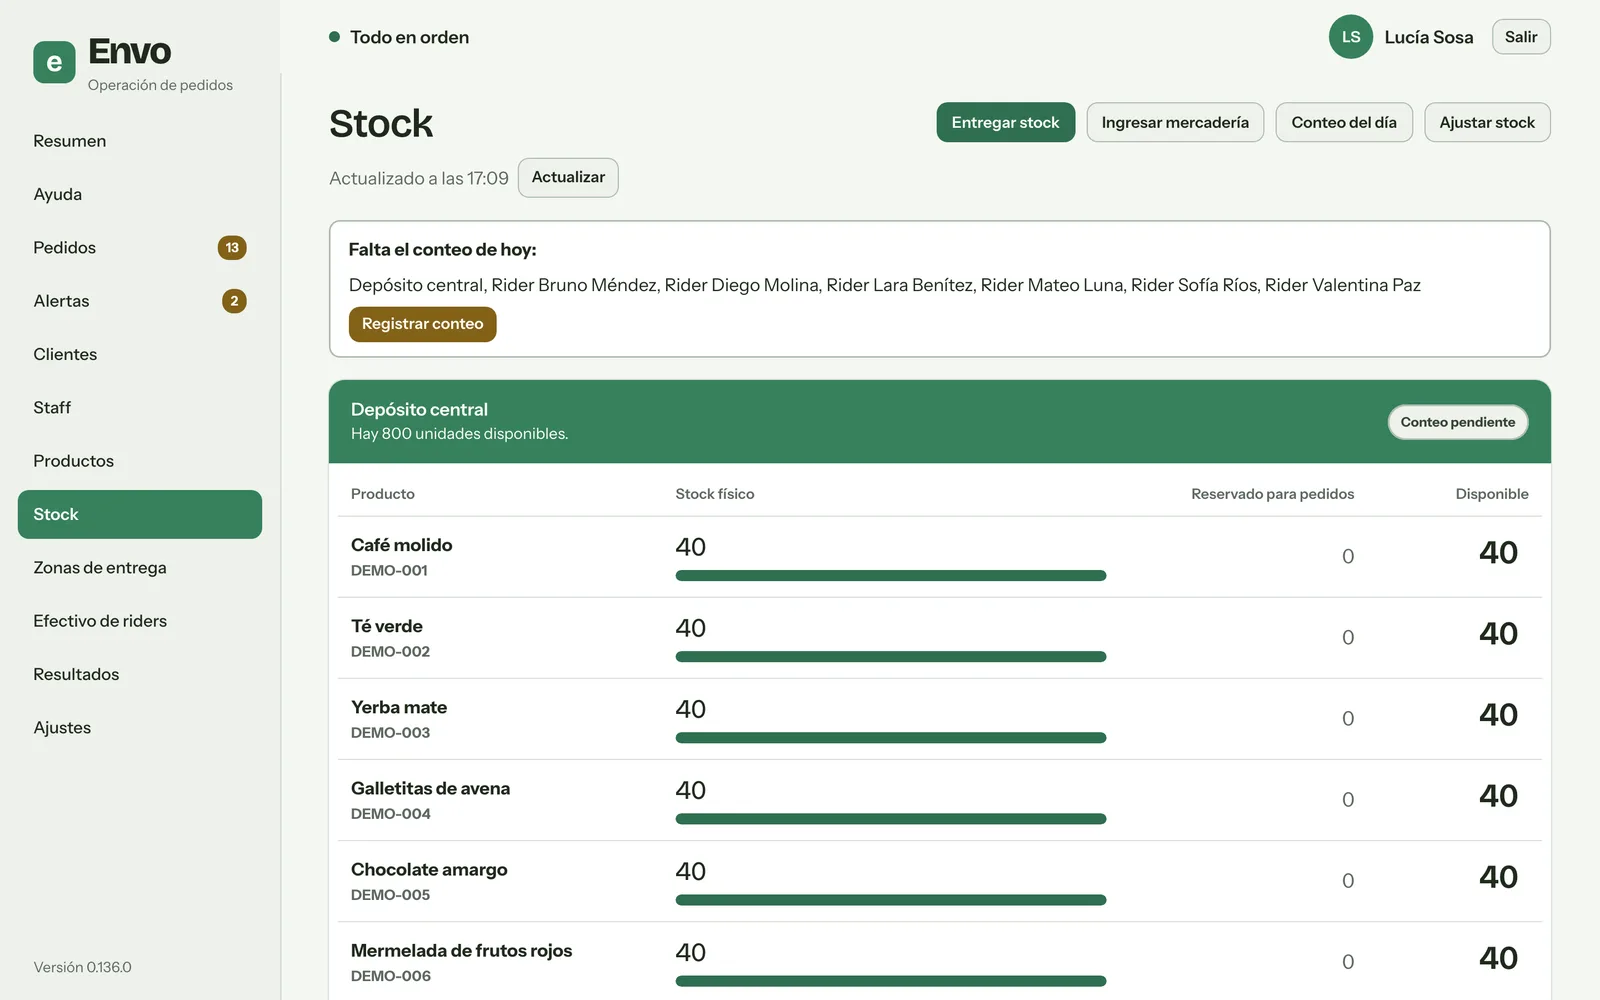 e
Envo
Operación de pedidos
Resumen
Ayuda
Pedidos 13
Alertas 2
Clientes
Staff
Productos
Stock
Zonas de entrega
Efectivo de riders
Resultados
Ajustes
Versión 0.136.0
Todo en orden
LS Lucía Sosa Salir
Stock
Entregar stock Ingresar mercadería Conteo del día Ajustar stock
Actualizado a las 17:09 Actualizar
Falta el conteo de hoy:
Depósito central, Rider Bruno Méndez, Rider Diego Molina, Rider Lara Benítez, Rider Mateo Luna, Rider Sofía Ríos, Rider Valentina Paz
Registrar conteo
Depósito central
Hay 800 unidades disponibles.
Conteo pendiente
Producto Stock físico Reservado para pedidos Disponible
Café molido 40 0 40
DEMO-001
Té verde 40 0 40
DEMO-002
Yerba mate 40 0 40
DEMO-003
Galletitas de avena 40 0 40
DEMO-004
Chocolate amargo 40 0 40
DEMO-005
Mermelada de frutos rojos 40 0 40
DEMO-006